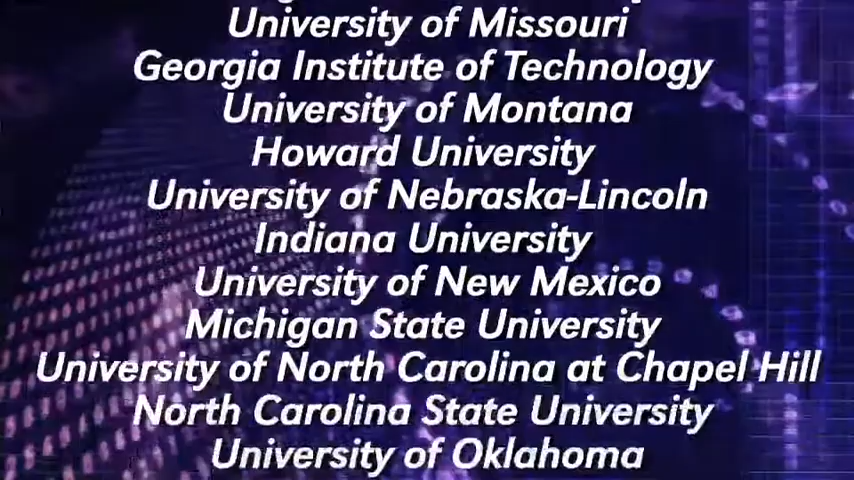 University of Missouri
Georgia Institute of Technology
University of Montana
Howard University
University of Nebraska-Lincoln
Indiana University
University of New Mexico
Michigan State University
University of North Carolina at Chapel Hill
North Carolina State University
University of Oklahoma